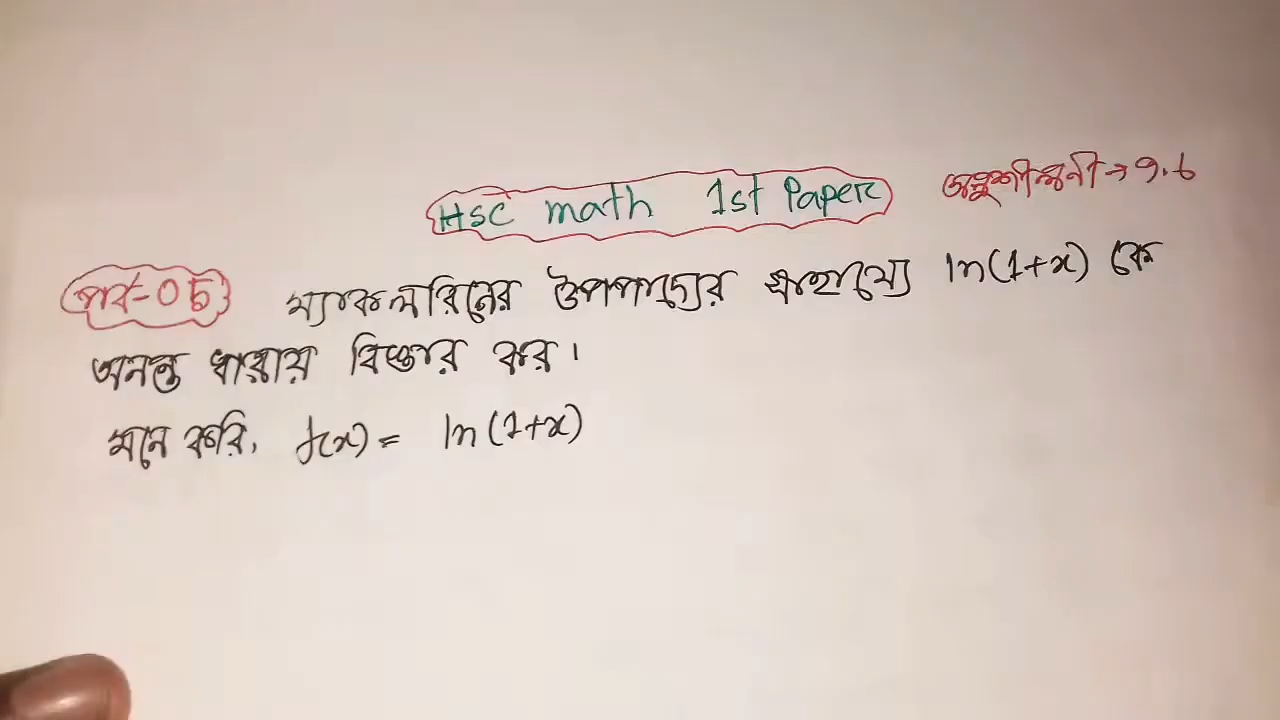 HSC math 1st Paper
অনুশীলনী → 9.6
পর্ব-05
ম্যাকলরিনের উপপাদ্যের সাহায্যে ln(1+x) কে
অনন্ত ধারায় বিস্তার কর।
মনে করি, f(x) = ln(1+x)